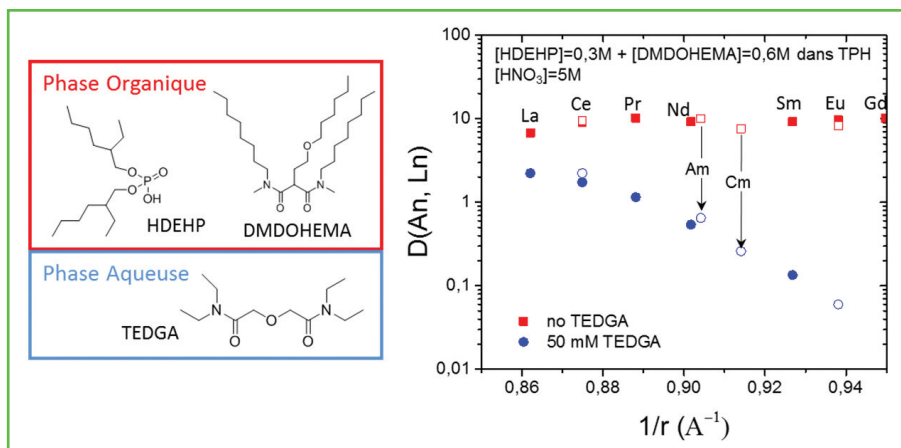 Phase Organique
O
O
P
OH
O
HDEHP
O
N
N
O
O
DMDOHEMA
Phase Aqueuse
TEDGA
N
O
N
O
O
[HDEHP]=0,3M + [DMDOHEMA]=0,6M dans TPH
[HNO₃]=5M
La
Ce
Pr
Nd
Sm
Eu
Gd
Am
Cm
no TEDGA
50 mM TEDGA
D(An, Ln)
100
10
1
0,1
0,01
0,86
0,88
0,90
0,92
0,94
1/r (A⁻¹)